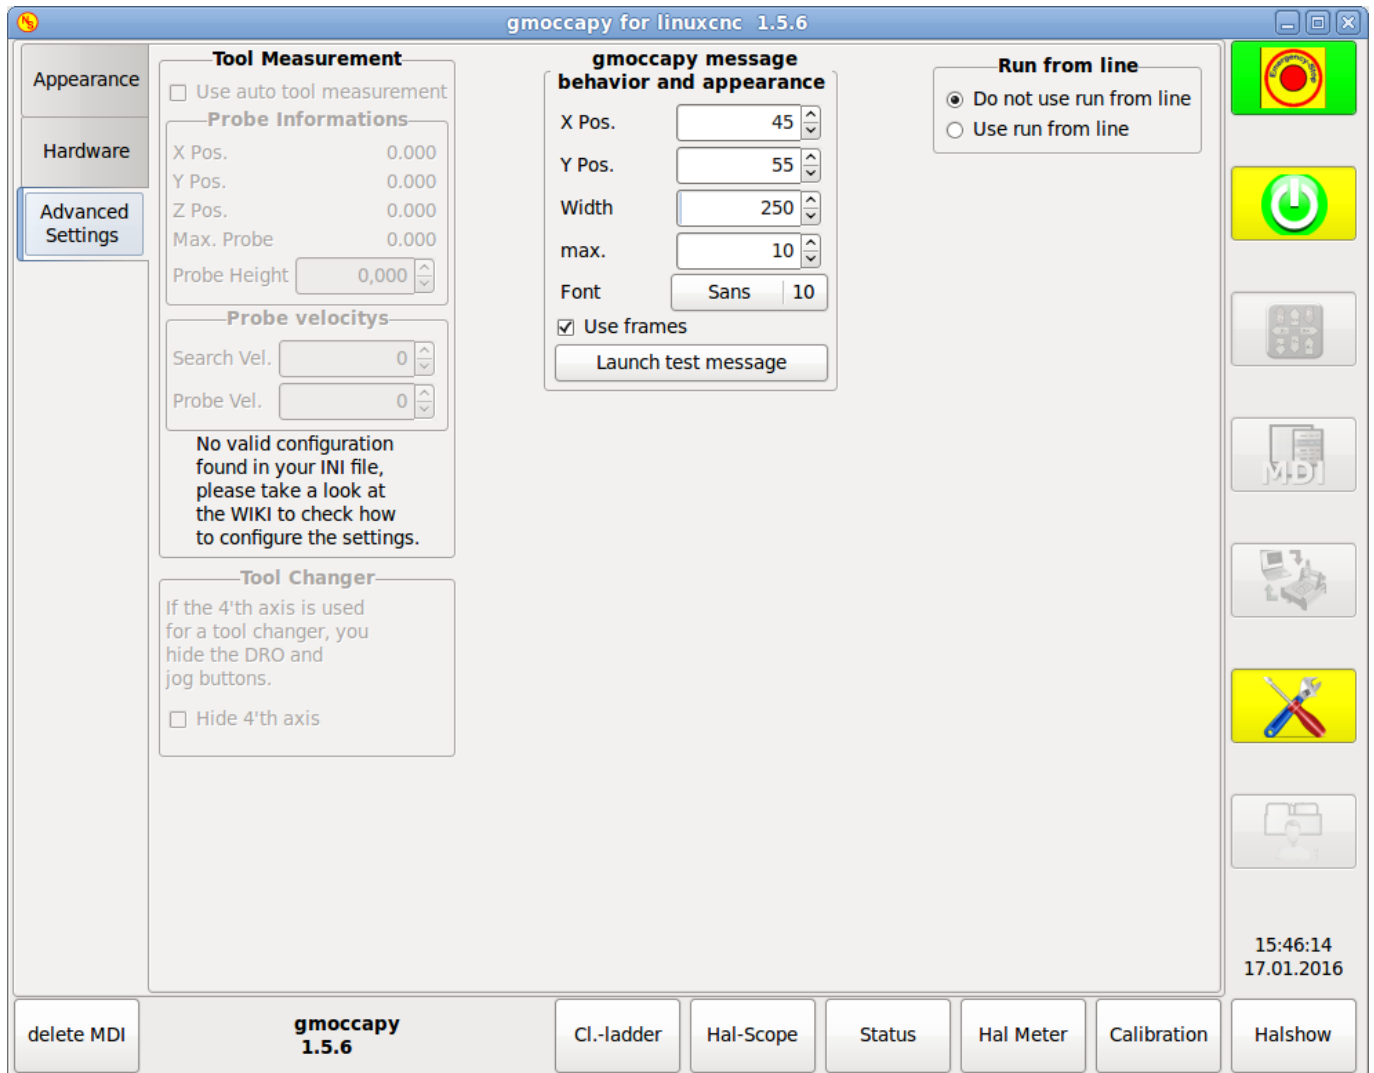 gmoccapy for linuxcnc 1.5.6
Appearance
Hardware
Advanced
Settings
Tool Measurement
Use auto tool measurement
Probe Informations
X Pos. 0.000
Y Pos. 0.000
Z Pos. 0.000
Max. Probe 0.000
Probe Height 0,000
Probe velocitys
Search Vel. 0
Probe Vel. 0
No valid configuration
found in your INI file,
please take a look at
the WIKI to check how
to configure the settings.
Tool Changer
If the 4'th axis is used
for a tool changer, you
hide the DRO and
jog buttons.
Hide 4'th axis
gmoccapy message
behavior and appearance
X Pos. 45
Y Pos. 55
Width 250
max. 10
Font Sans 10
Use frames
Launch test message
Run from line
Do not use run from line
Use run from line
Emergency-Stop
MDI
15:46:14
17.01.2016
delete MDI
gmoccapy
1.5.6
Cl.-ladder
Hal-Scope
Status
Hal Meter
Calibration
Halshow